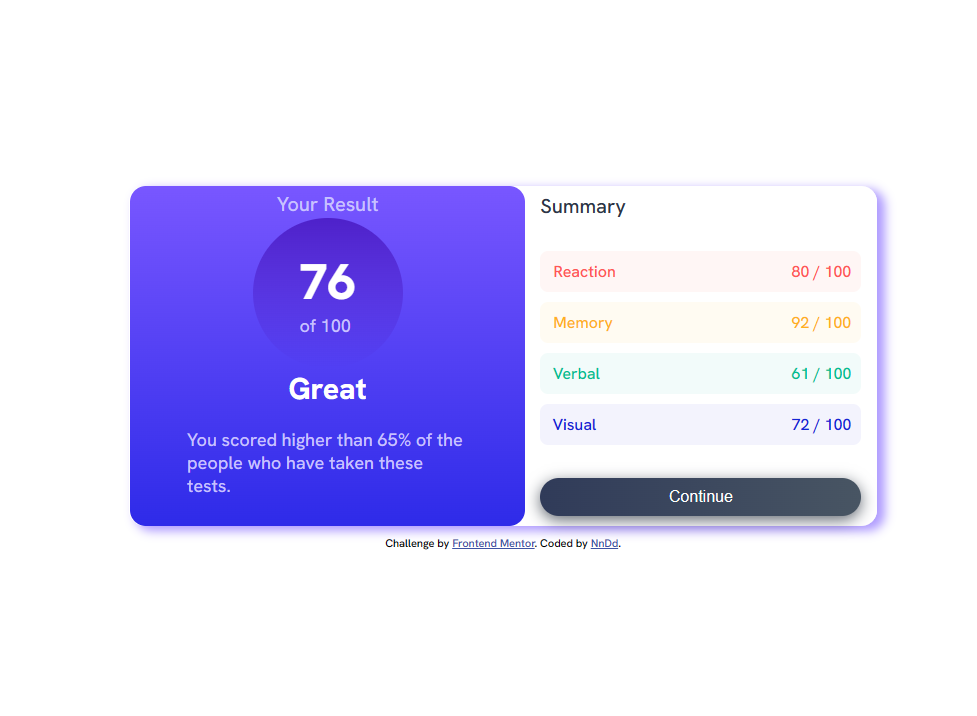 Your Result
76
of 100
Great
You scored higher than 65% of the
people who have taken these
tests.
Summary
Reaction 80 / 100
Memory 92 / 100
Verbal 61 / 100
Visual 72 / 100
Continue
Challenge by Frontend Mentor. Coded by NnDd.